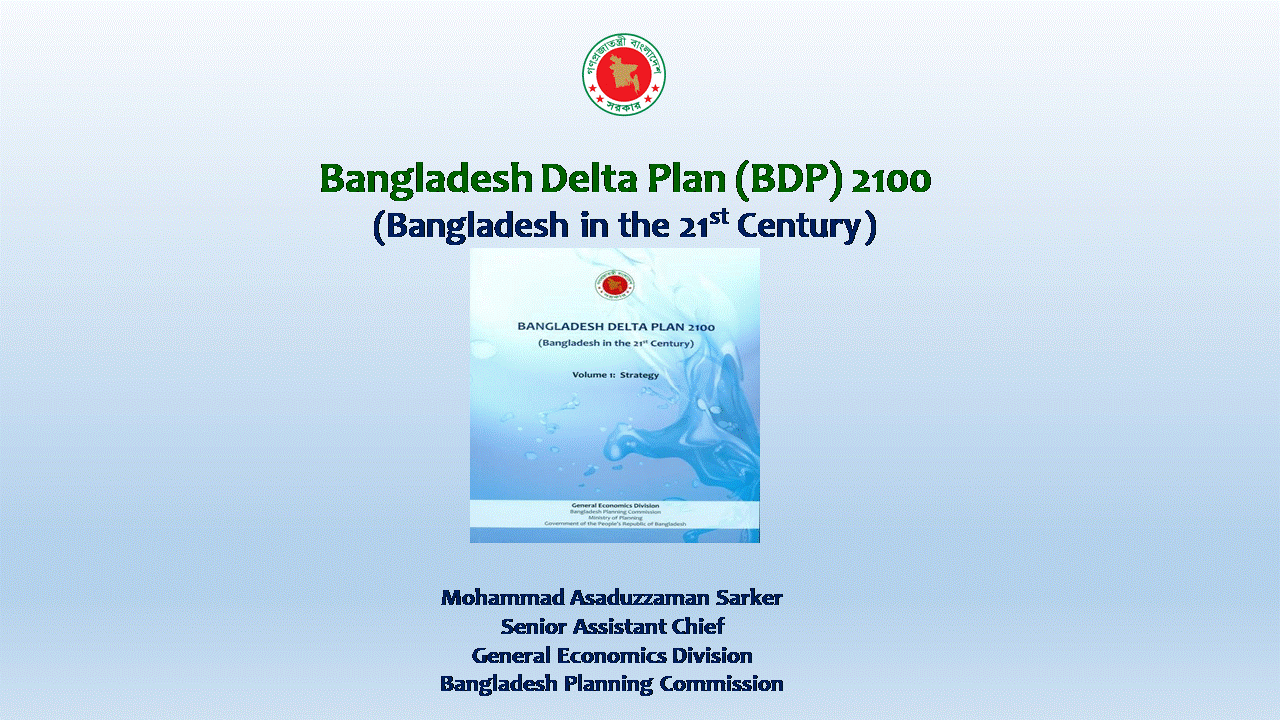 গণপ্রজাতন্ত্রী বাংলাদেশ
সরকার
Bangladesh Delta Plan (BDP) 2100
(Bangladesh in the 21st Century)
BANGLADESH DELTA PLAN 2100
(Bangladesh in the 21st Century)
Volume 1: Strategy
General Economics Division
Bangladesh Planning Commission
Ministry of Planning
Government of the People's Republic of Bangladesh
Mohammad Asaduzzaman Sarker
Senior Assistant Chief
General Economics Division
Bangladesh Planning Commission